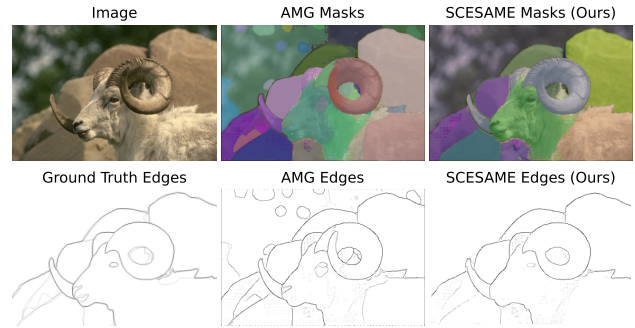 Image
AMG Masks
SCESAME Masks (Ours)
Ground Truth Edges
AMG Edges
SCESAME Edges (Ours)